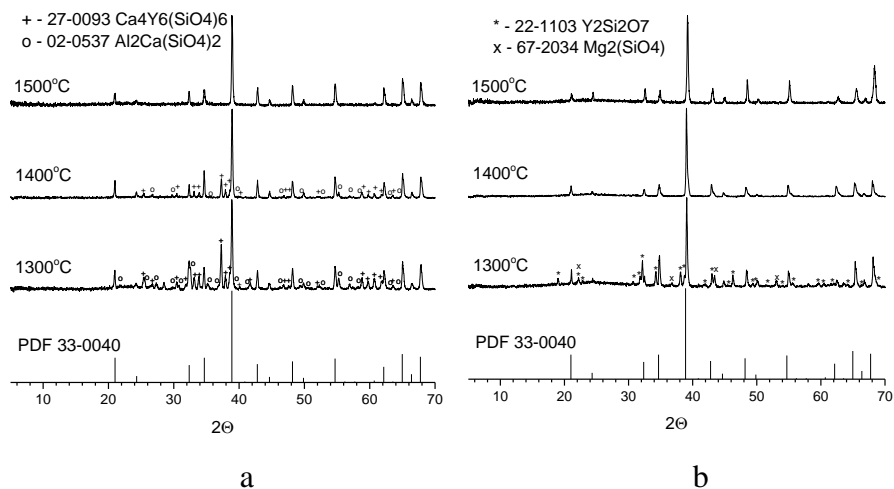 + - 27-0093 Ca4Y6(SiO4)6
o - 02-0537 Al2Ca(SiO4)2
1500°C
1400°C
1300°C
PDF 33-0040
10 20 30 40 50 60 70
2Θ
a
* - 22-1103 Y2Si2O7
x - 67-2034 Mg2(SiO4)
1500°C
1400°C
1300°C
PDF 33-0040
10 20 30 40 50 60 70
2Θ
b